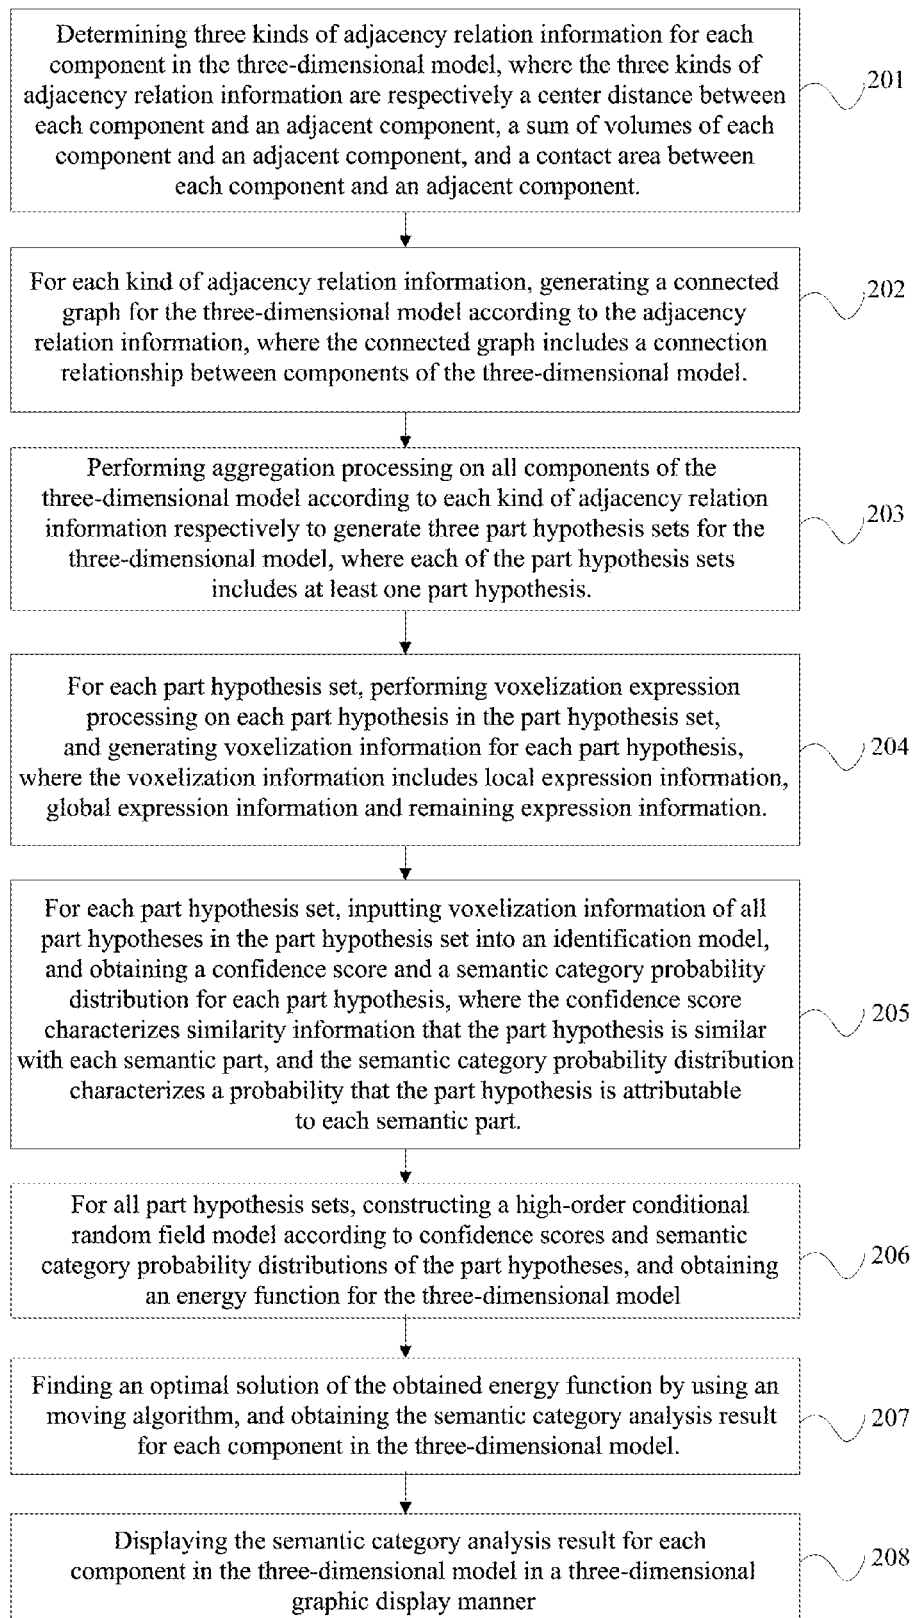 Determining three kinds of adjacency relation information for each
component in the three-dimensional model, where the three kinds of
adjacency relation information are respectively a center distance between
each component and an adjacent component, a sum of volumes of each
component and an adjacent component, and a contact area between
each component and an adjacent component.
201
For each kind of adjacency relation information, generating a connected
graph for the three-dimensional model according to the adjacency
relation information, where the connected graph includes a connection
relationship between components of the three-dimensional model.
202
Performing aggregation processing on all components of the
three-dimensional model according to each kind of adjacency relation
information respectively to generate three part hypothesis sets for the
three-dimensional model, where each of the part hypothesis sets
includes at least one part hypothesis.
203
For each part hypothesis set, performing voxelization expression
processing on each part hypothesis in the part hypothesis set,
and generating voxelization information for each part hypothesis,
where the voxelization information includes local expression information,
global expression information and remaining expression information.
204
For each part hypothesis set, inputting voxelization information of all
part hypotheses in the part hypothesis set into an identification model,
and obtaining a confidence score and a semantic category probability
distribution for each part hypothesis, where the confidence score
characterizes similarity information that the part hypothesis is similar
with each semantic part, and the semantic category probability distribution
characterizes a probability that the part hypothesis is attributable
to each semantic part.
205
For all part hypothesis sets, constructing a high-order conditional
random field model according to confidence scores and semantic
category probability distributions of the part hypotheses, and obtaining
an energy function for the three-dimensional model
206
Finding an optimal solution of the obtained energy function by using an
moving algorithm, and obtaining the semantic category analysis result
for each component in the three-dimensional model.
207
Displaying the semantic category analysis result for each
component in the three-dimensional model in a three-dimensional
graphic display manner
208